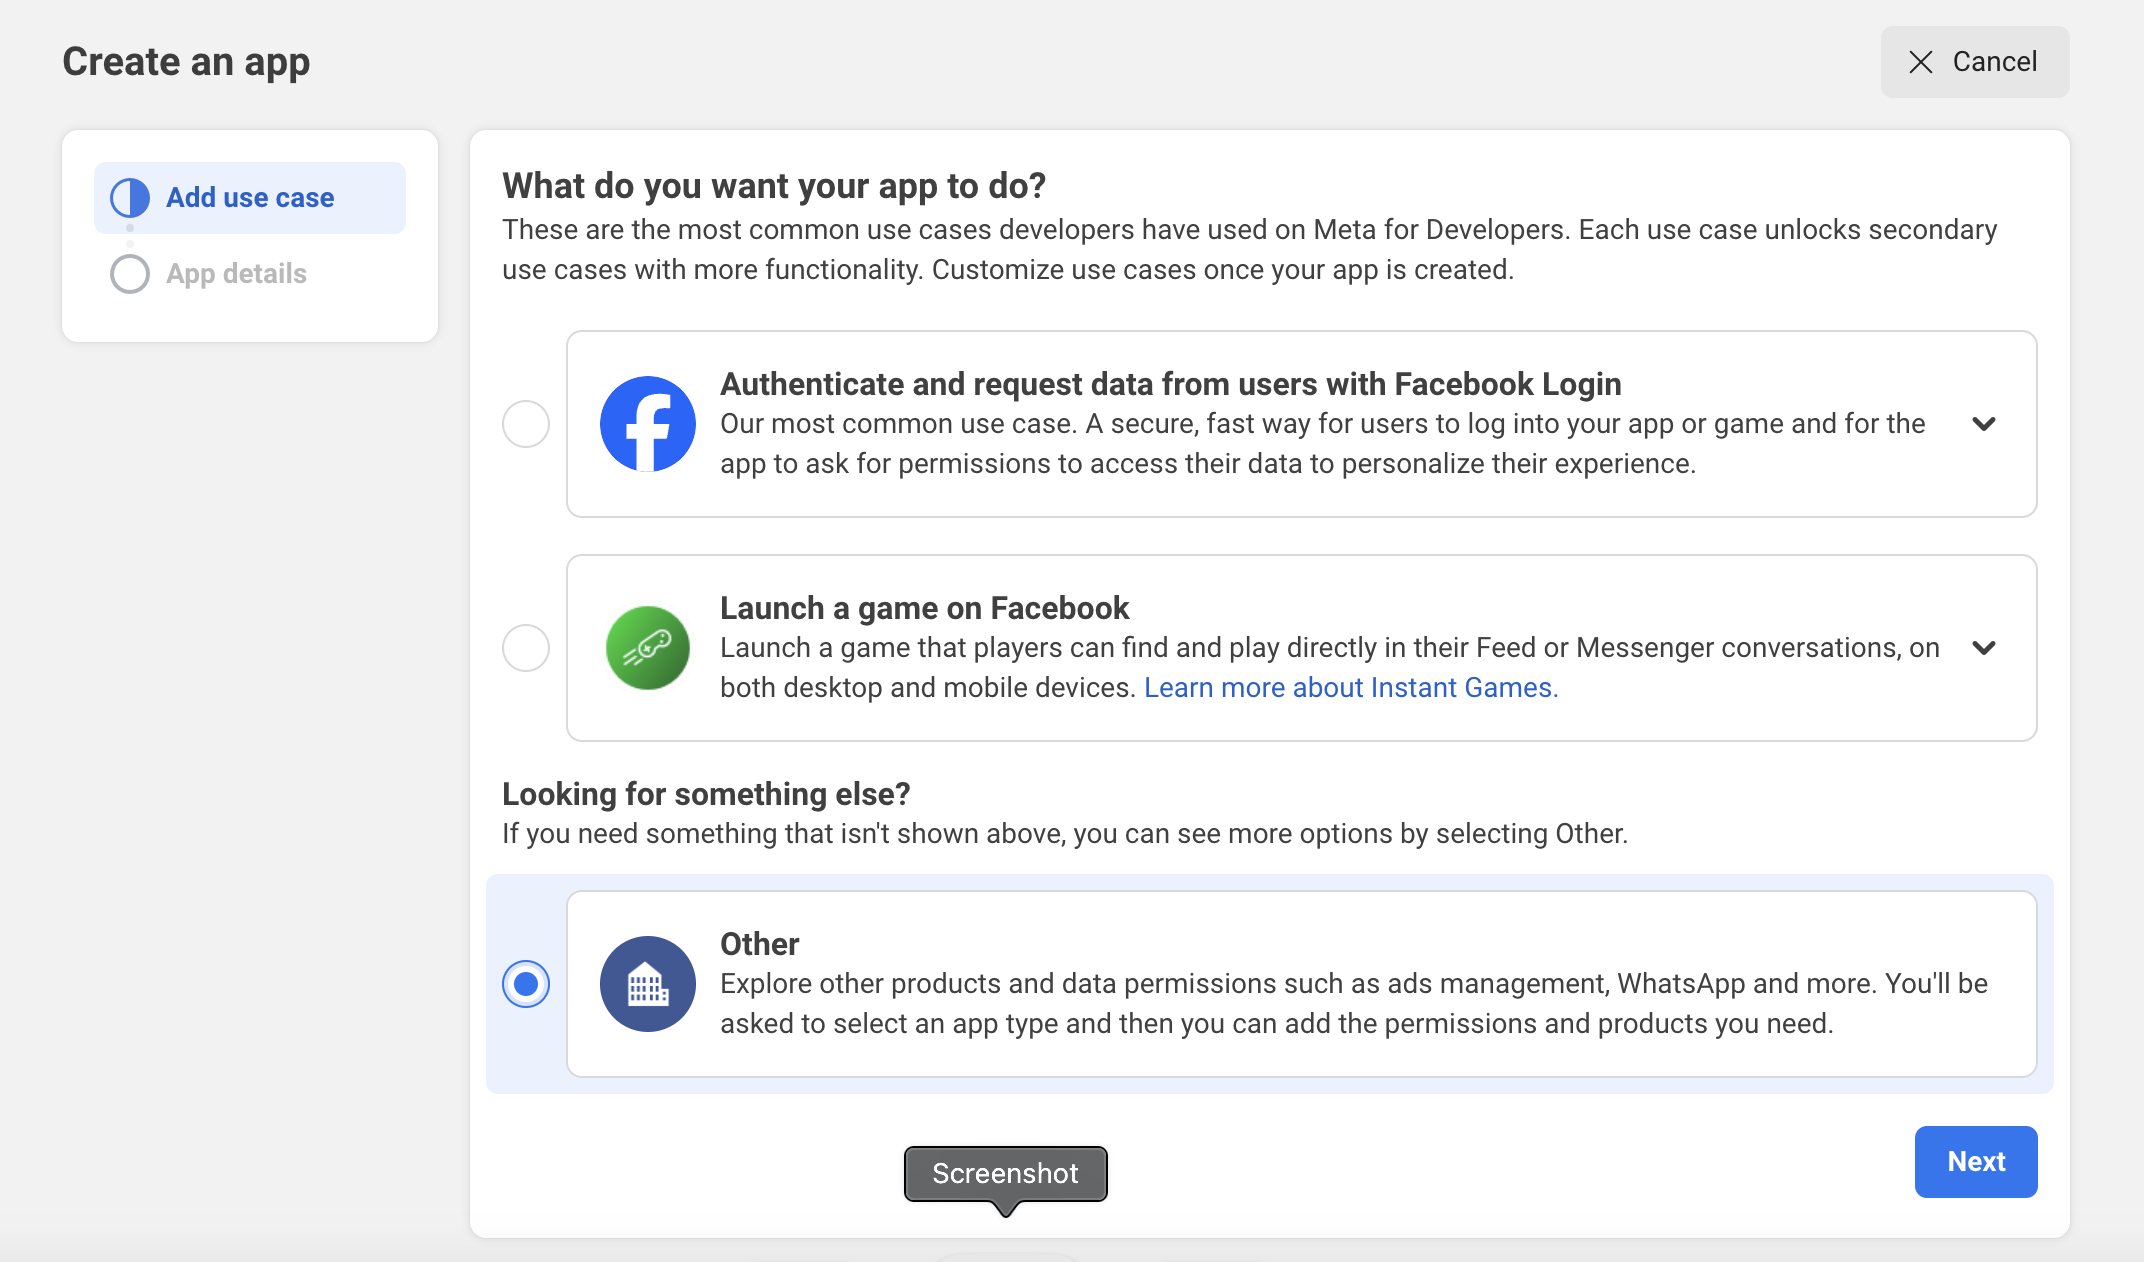 Create an app
Cancel
Add use case
App details
What do you want your app to do?
These are the most common use cases developers have used on Meta for Developers. Each use case unlocks secondary
use cases with more functionality. Customize use cases once your app is created.
Authenticate and request data from users with Facebook Login
Our most common use case. A secure, fast way for users to log into your app or game and for the
app to ask for permissions to access their data to personalize their experience.
Launch a game on Facebook
Launch a game that players can find and play directly in their Feed or Messenger conversations, on
both desktop and mobile devices. Learn more about Instant Games.
Looking for something else?
If you need something that isn't shown above, you can see more options by selecting Other.
Other
Explore other products and data permissions such as ads management, WhatsApp and more. You'll be
asked to select an app type and then you can add the permissions and products you need.
Next
Screenshot